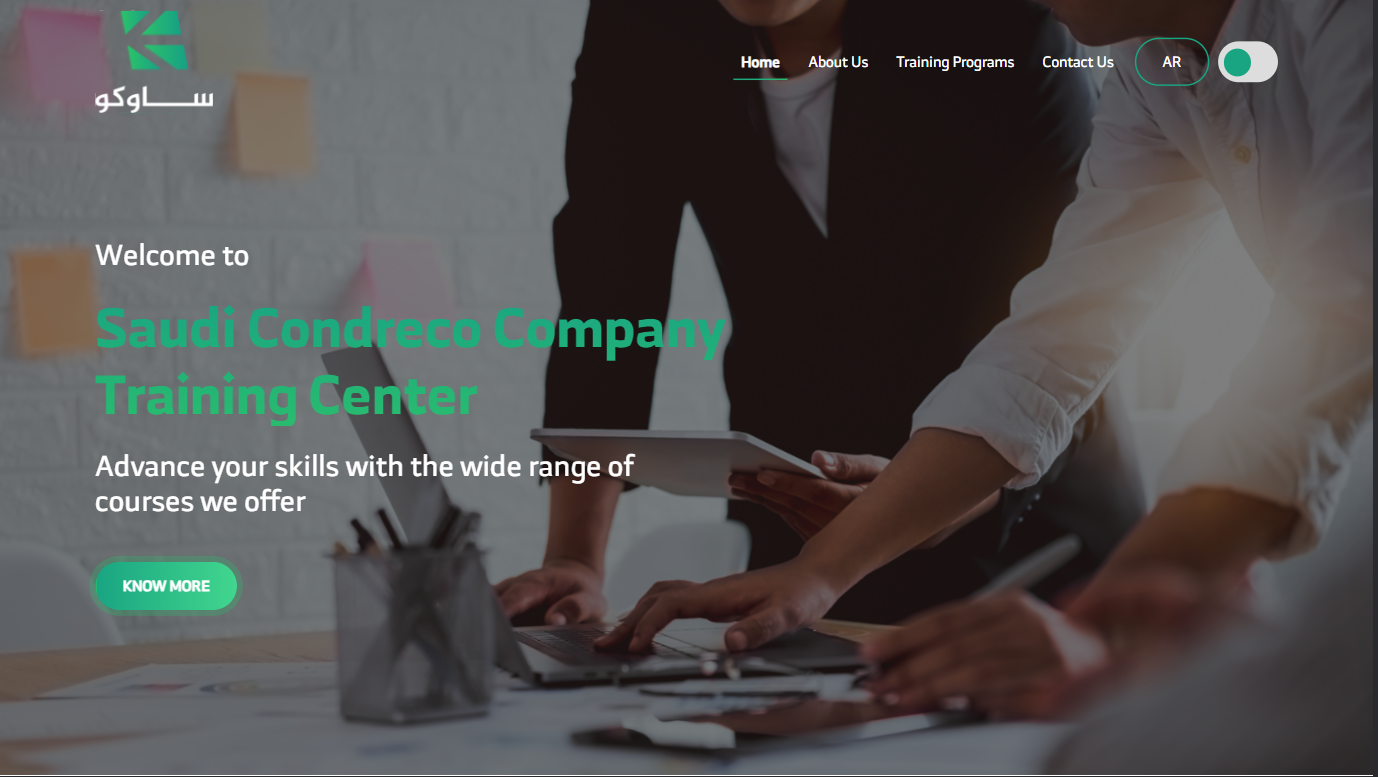 ساوكو
Home About Us Training Programs Contact Us AR
Welcome to
Saudi Condreco Company
Training Center
Advance your skills with the wide range of
courses we offer
KNOW MORE